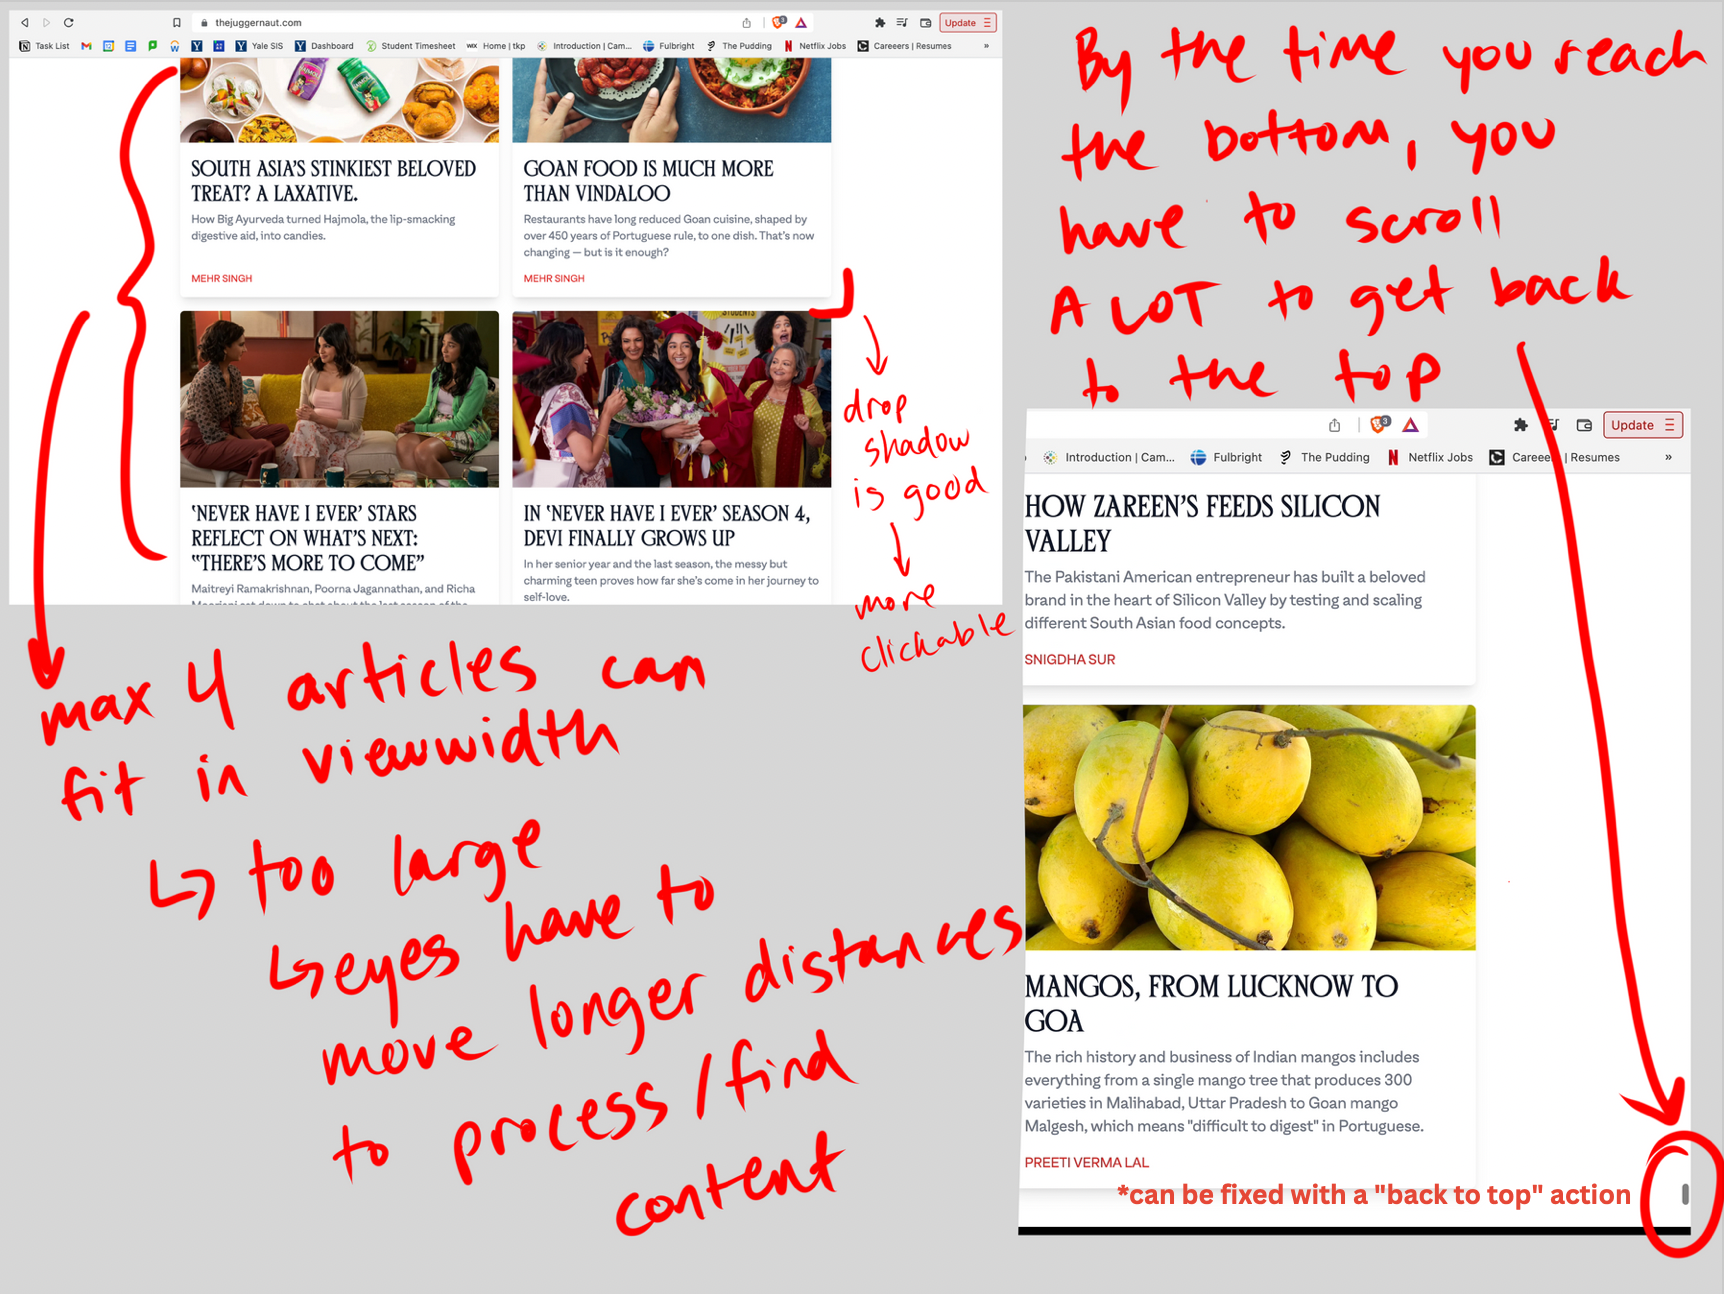 thejuggernaut.com
Update
Task List
Yale SIS
Dashboard
Student Timesheet
Home | tkp
Introduction | Cam...
Fulbright
The Pudding
Netflix Jobs
Careeers | Resumes
»
SOUTH ASIA'S STINKIEST BELOVED
TREAT? A LAXATIVE.
How Big Ayurveda turned Hajmola, the lip-smacking
digestive aid, into candies.
MEHR SINGH
GOAN FOOD IS MUCH MORE
THAN VINDALOO
Restaurants have long reduced Goan cuisine, shaped by
over 450 years of Portuguese rule, to one dish. That's now
changing — but is it enough?
MEHR SINGH
STUDENTS
'NEVER HAVE I EVER' STARS
REFLECT ON WHAT'S NEXT:
"THERE'S MORE TO COME"
Maitreyi Ramakrishnan, Poorna Jagannathan, and Richa
IN 'NEVER HAVE I EVER' SEASON 4,
DEVI FINALLY GROWS UP
In her senior year and the last season, the messy but
charming teen proves how far she's come in her journey to
self-love.
drop
shadow
is good
more
clickable
max 4 articles can
fit in viewwidth
↳ too large
↳ eyes have to
move longer distances
to process / find
content
By the time you reach
the bottom, you
have to scroll
A LOT to get back
to the top
Update
Introduction | Cam...
Fulbright
The Pudding
Netflix Jobs
Careeers | Resumes
»
HOW ZAREEN'S FEEDS SILICON
VALLEY
The Pakistani American entrepreneur has built a beloved
brand in the heart of Silicon Valley by testing and scaling
different South Asian food concepts.
SNIGDHA SUR
MANGOS, FROM LUCKNOW TO
GOA
The rich history and business of Indian mangos includes
everything from a single mango tree that produces 300
varieties in Malihabad, Uttar Pradesh to Goan mango
Malgesh, which means "difficult to digest" in Portuguese.
PREETI VERMA LAL
*can be fixed with a "back to top" action